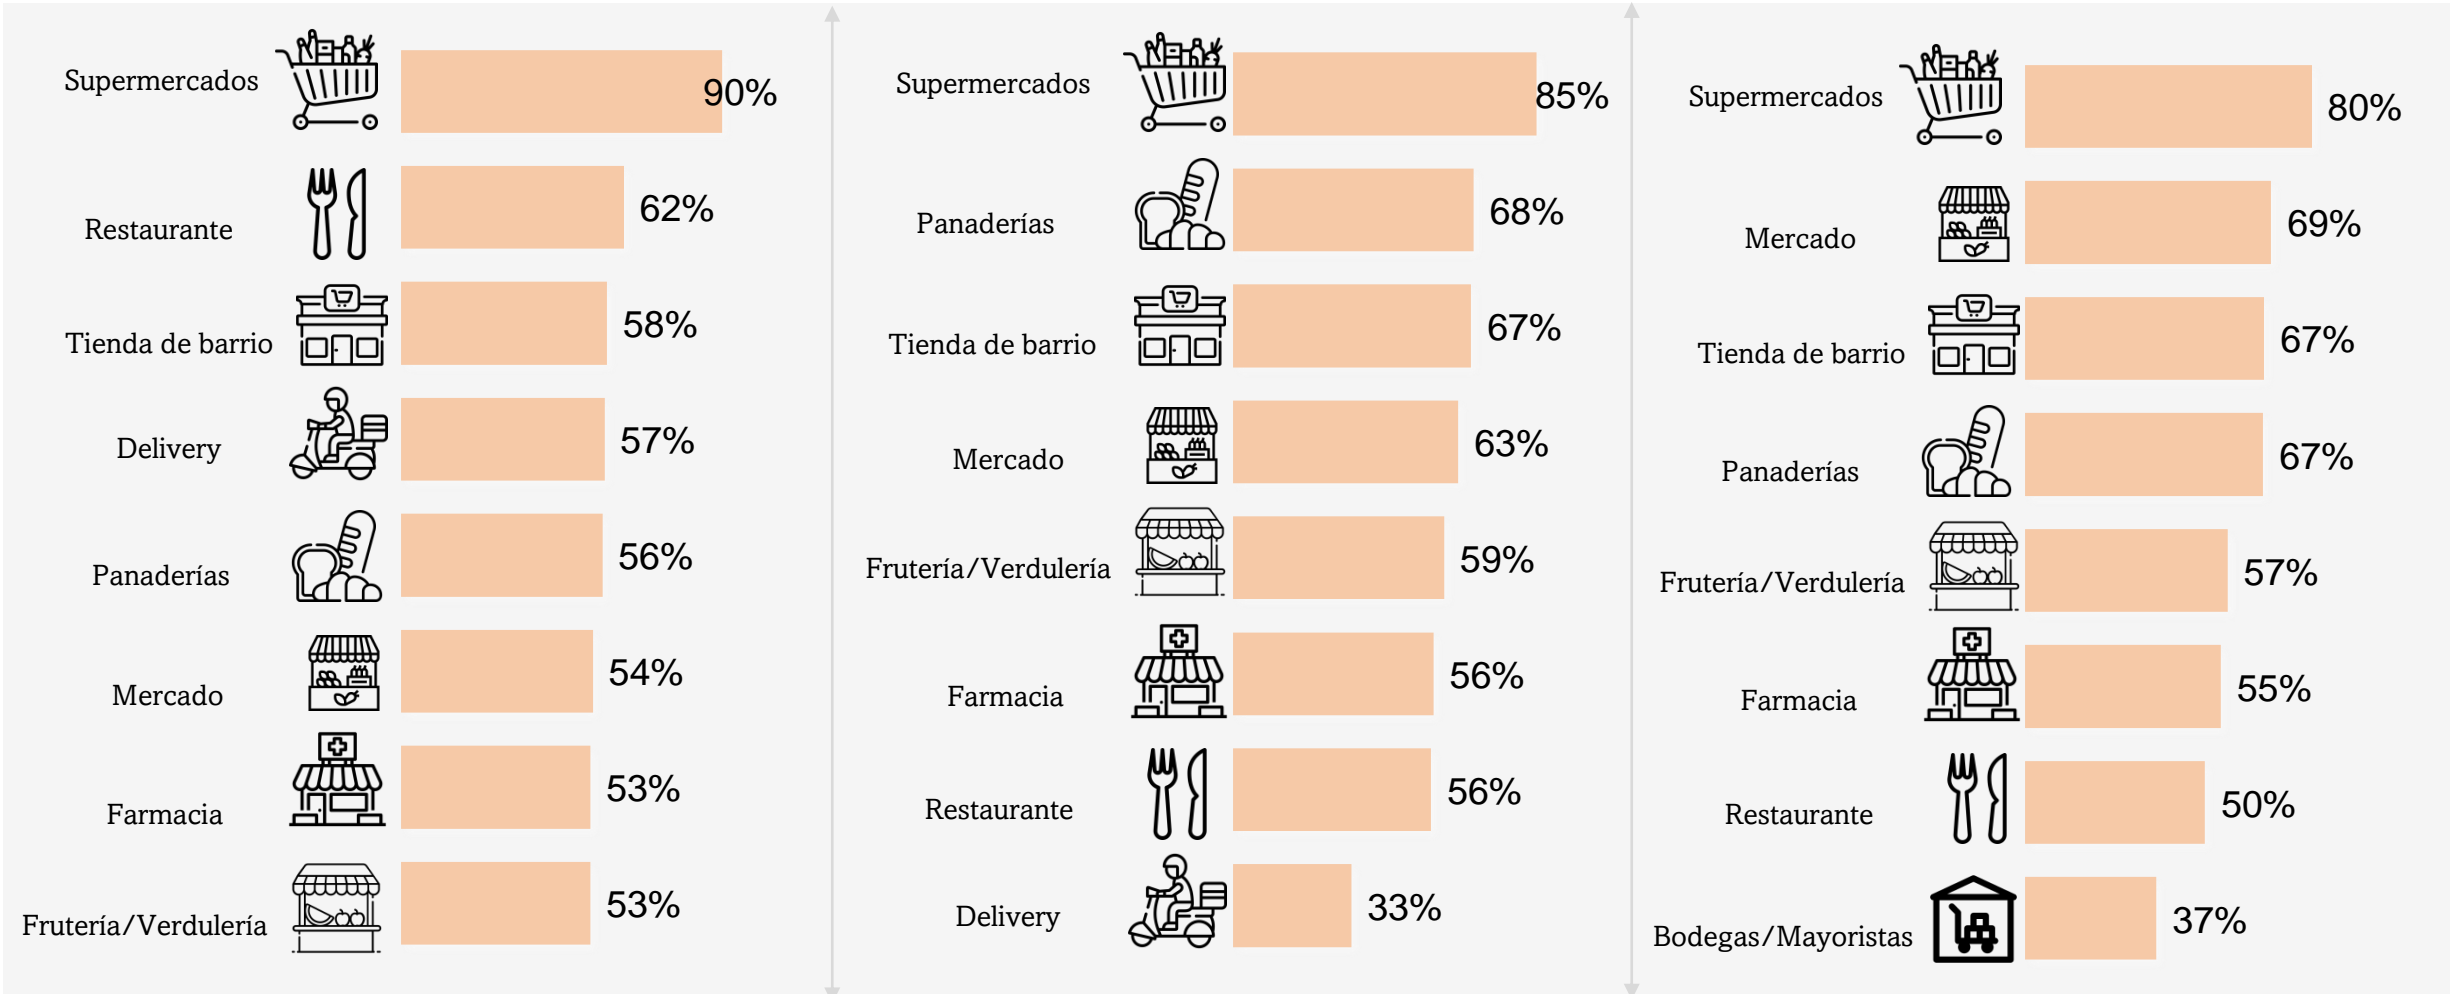 Supermercados
90%
Restaurante
62%
Tienda de barrio
58%
Delivery
57%
Panaderías
56%
Mercado
54%
Farmacia
53%
Frutería/Verdulería
53%
Supermercados
85%
Panaderías
68%
Tienda de barrio
67%
Mercado
63%
Frutería/Verdulería
59%
Farmacia
56%
Restaurante
56%
Delivery
33%
Supermercados
80%
Mercado
69%
Tienda de barrio
67%
Panaderías
67%
Frutería/Verdulería
57%
Farmacia
55%
Restaurante
50%
Bodegas/Mayoristas
37%